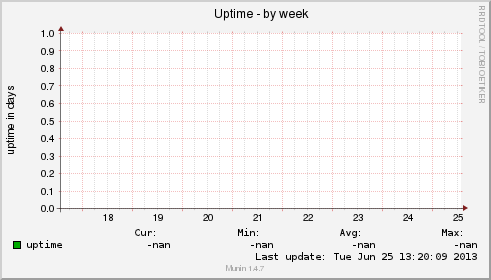 Uptime - by week
RRDTOOL / TOBI OETIKER
uptime in days
1.0
0.9
0.8
0.7
0.6
0.5
0.4
0.3
0.2
0.1
0.0
18 19 20 21 22 23 24 25
Cur: Min: Avg: Max:
uptime -nan -nan -nan -nan
Last update: Tue Jun 25 13:20:09 2013
Munin 1.4.7